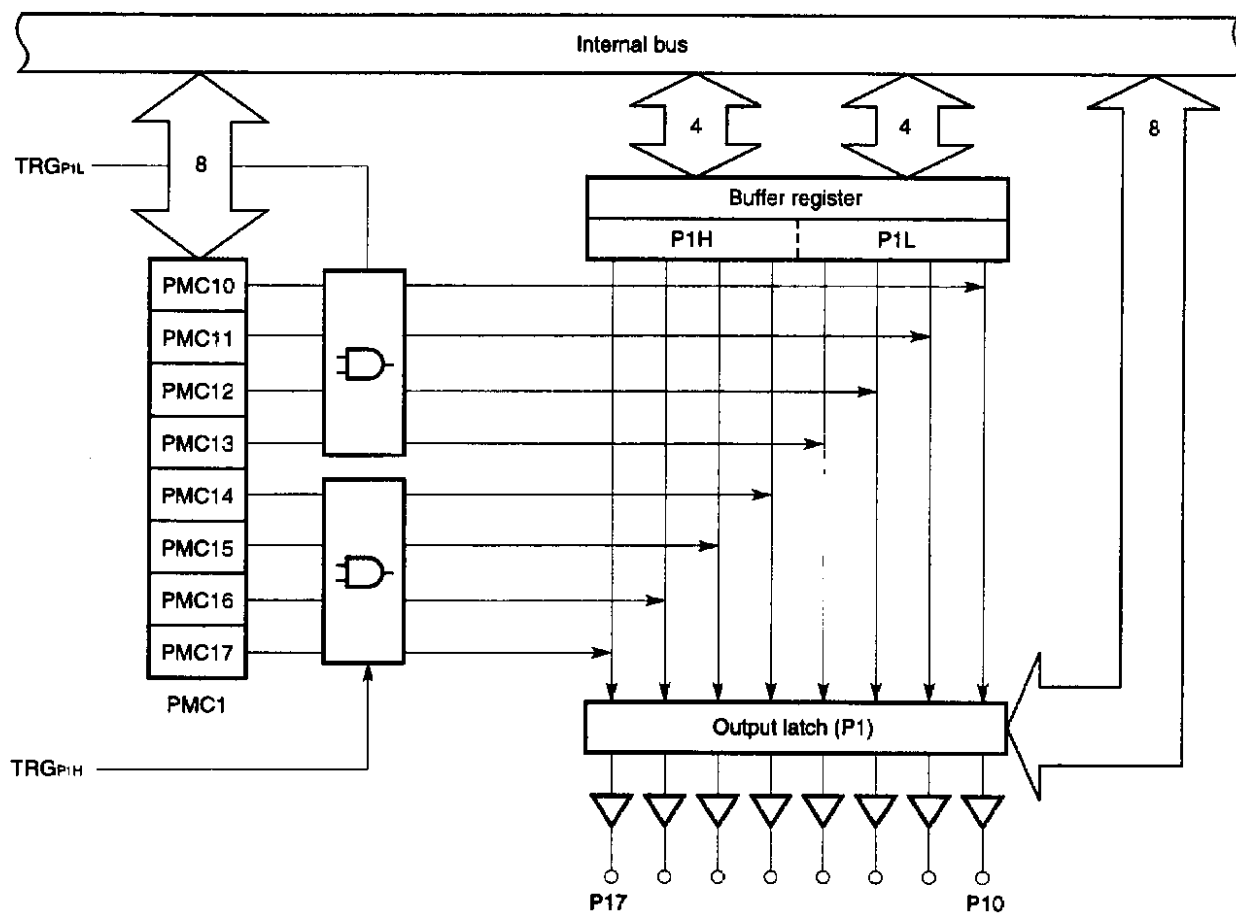 Internal bus
4
4
8
TRGP1L
8
Buffer register
P1H
P1L
PMC10
PMC11
PMC12
PMC13
PMC14
PMC15
PMC16
PMC17
PMC1
Output latch (P1)
TRGP1H
P17
P10